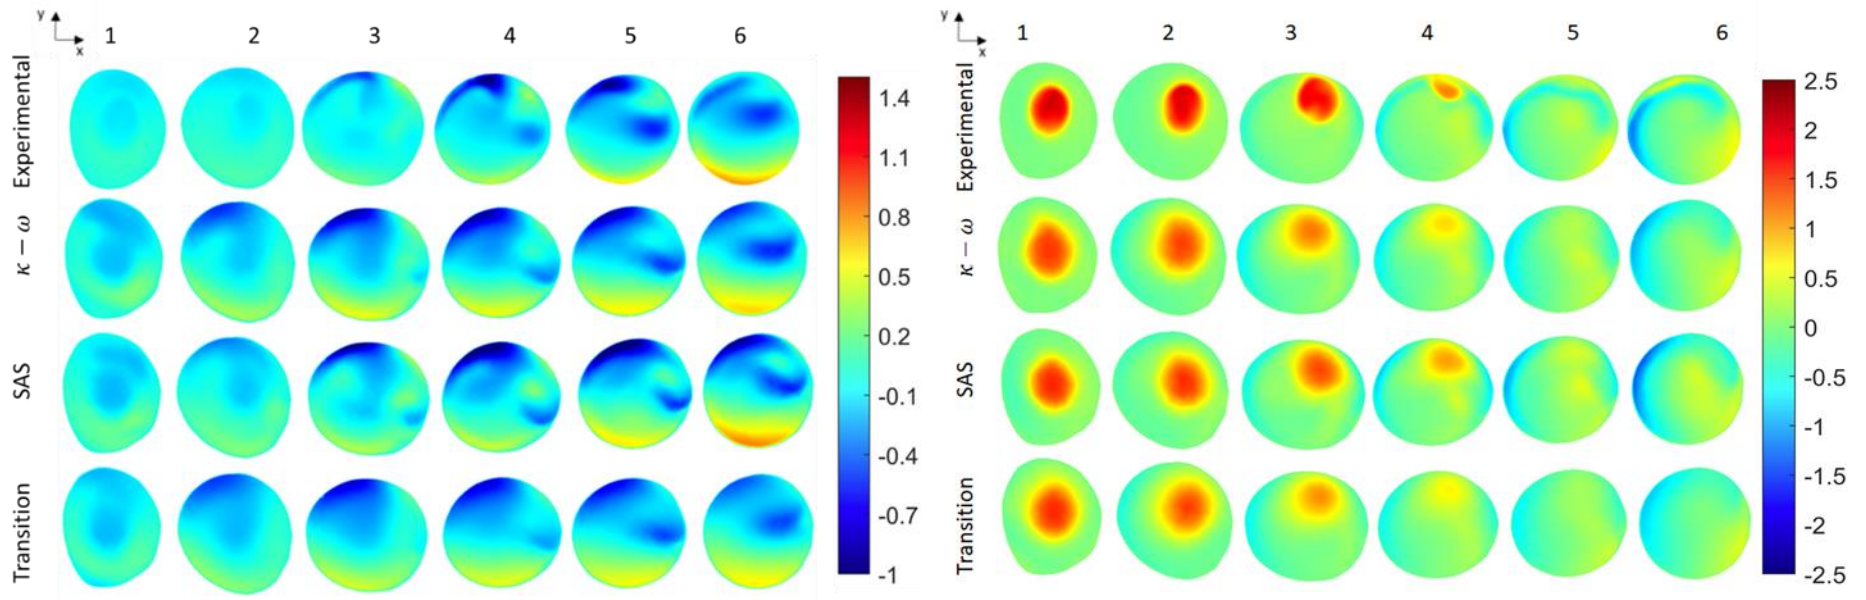 y
x
1 2 3 4 5 6
Experimental
κ − ω
SAS
Transition
1.4
1.1
0.8
0.5
0.2
-0.1
-0.4
-0.7
-1
y
x
1 2 3 4 5 6
Experimental
κ − ω
SAS
Transition
2.5
2
1.5
1
0.5
0
-0.5
-1
-1.5
-2
-2.5